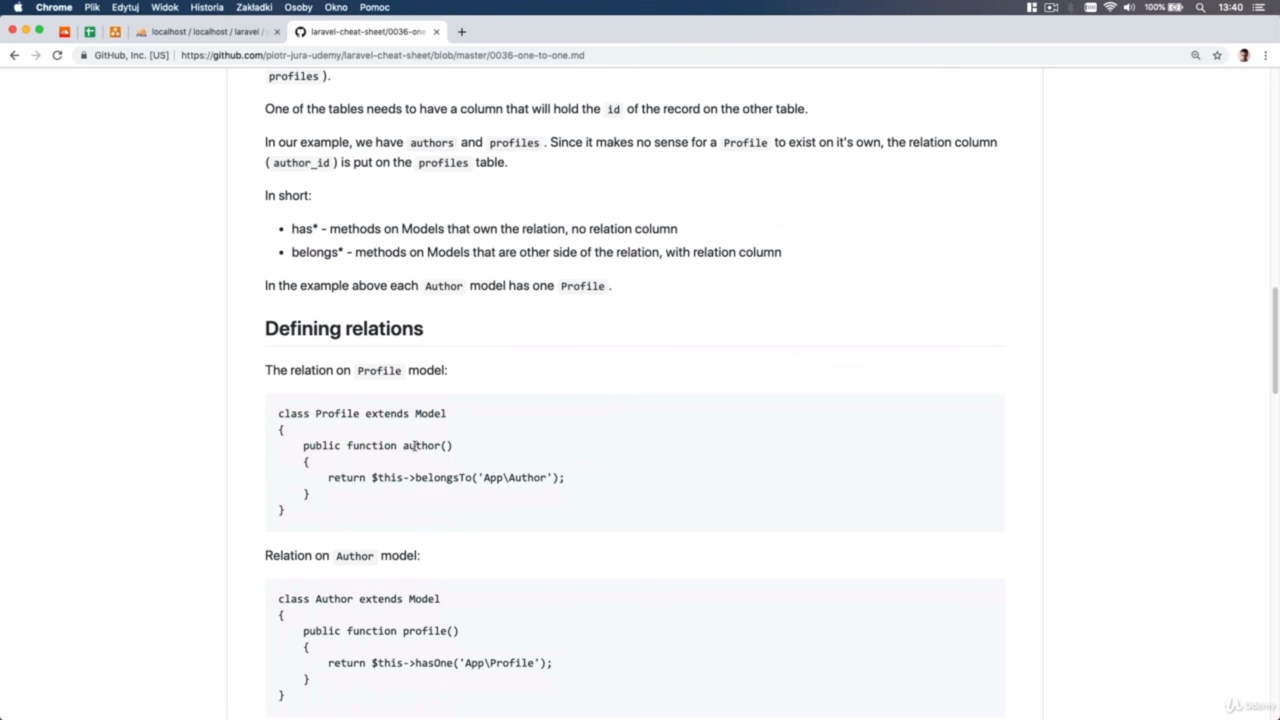 Chrome Plik Edytuj Widok Historia Zakładki Osoby Okno Pomoc 100% 13:40
localhost / localhost / laravel / laravel-cheat-sheet/0036-one
GitHub, Inc. [US] https://github.com/piotr-jura-udemy/laravel-cheat-sheet/blob/master/0036-one-to-one.md
profiles ).
One of the tables needs to have a column that will hold the id of the record on the other table.
In our example, we have authors and profiles . Since it makes no sense for a Profile to exist on it's own, the relation column
( author_id ) is put on the profiles table.
In short:
• has* - methods on Models that own the relation, no relation column
• belongs* - methods on Models that are other side of the relation, with relation column
In the example above each Author model has one Profile .
Defining relations
The relation on Profile model:
class Profile extends Model
{
public function author()
{
return $this->belongsTo('App\Author');
}
}
Relation on Author model:
class Author extends Model
{
public function profile()
{
return $this->hasOne('App\Profile');
}
}
Udemy